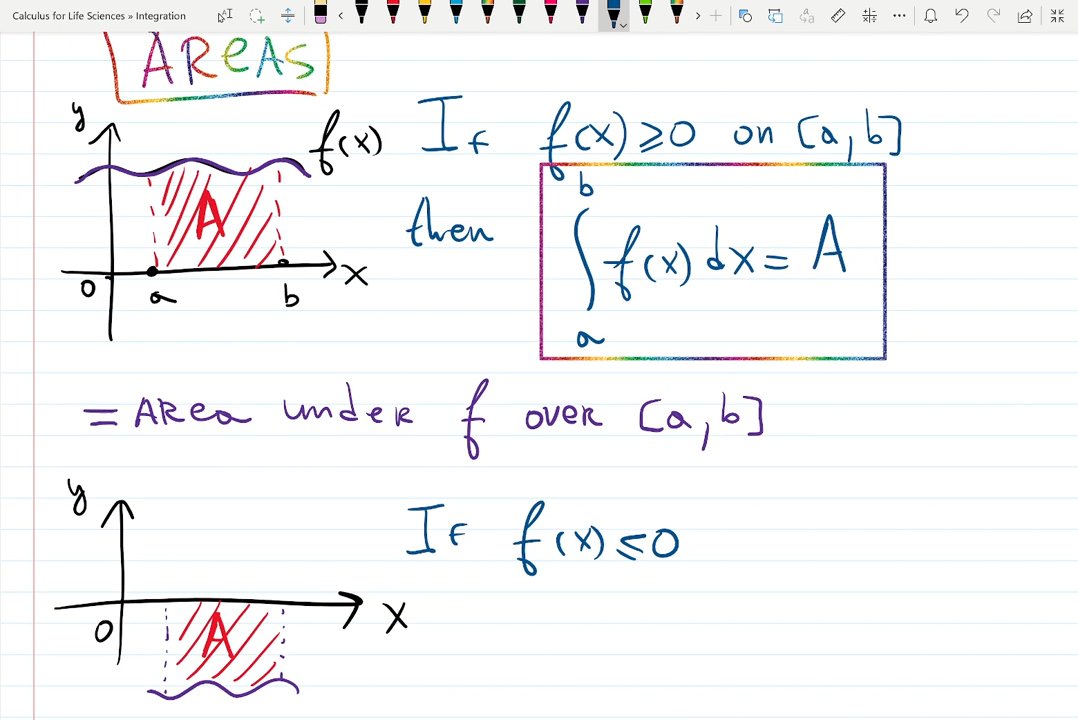 Calculus for Life Sciences » Integration
AREAS
y
f(x)
If f(x) ≥ 0 on [a, b]
A
0
a
b
x
then
b
∫ f(x) dx = A
a
= Area under f over [a, b]
y
If f(x) ≤ 0
0
A
x